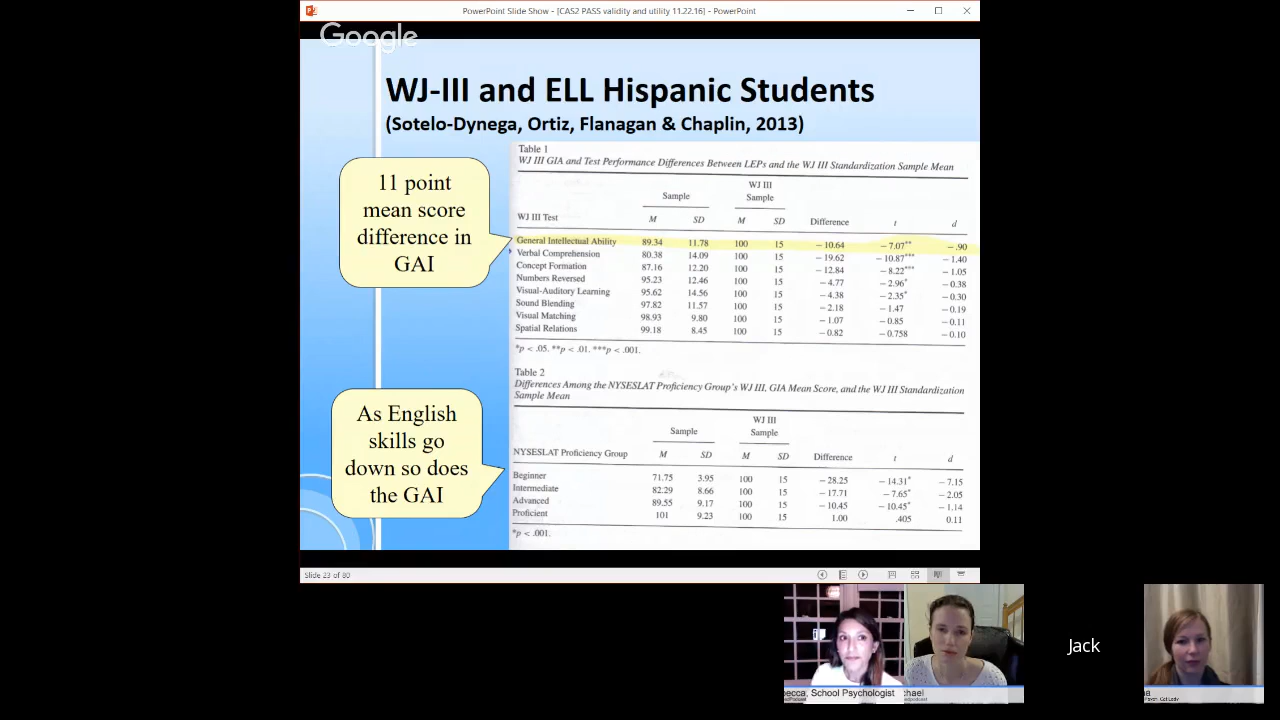 PowerPoint Slide Show - [CAS2 PASS validity and utility 11.22.16] - PowerPoint
Google
WJ-III and ELL Hispanic Students
(Sotelo-Dynega, Ortiz, Flanagan & Chaplin, 2013)
11 point
mean score
difference in
GAI
As English
skills go
down so does
the GAI
Table 1
WJ III GIA and Test Performance Differences Between LEPs and the WJ III Standardization Sample Mean
Sample WJ III Sample
WJ III Test M SD M SD Difference t d
General Intellectual Ability 89.34 11.78 100 15 −10.64 −7.07** −.90
Verbal Comprehension 80.38 14.09 100 15 −19.62 −10.87*** −1.40
Concept Formation 87.16 12.20 100 15 −12.84 −8.22*** −1.05
Numbers Reversed 95.23 12.46 100 15 −4.77 −2.96* −0.38
Visual-Auditory Learning 95.62 14.56 100 15 −4.38 −2.35* −0.30
Sound Blending 97.82 11.57 100 15 −2.18 −1.47 −0.19
Visual Matching 98.93 9.80 100 15 −1.07 −0.85 −0.11
Spatial Relations 99.18 8.45 100 15 −0.82 −0.758 −0.10
*p < .05. **p < .01. ***p < .001.
Table 2
Differences Among the NYSESLAT Proficiency Group's WJ III, GIA Mean Score, and the WJ III Standardization
Sample Mean
Sample WJ III Sample
NYSESLAT Proficiency Group M SD M SD Difference t d
Beginner 71.75 3.95 100 15 −28.25 −14.31* −7.15
Intermediate 82.29 8.66 100 15 −17.71 −7.65* −2.05
Advanced 89.55 9.17 100 15 −10.45 −10.45* −1.14
Proficient 101 9.23 100 15 1.00 .405 0.11
*p < .001.
Slide 23 of 80
Jack
becca, School Psychologist
chael